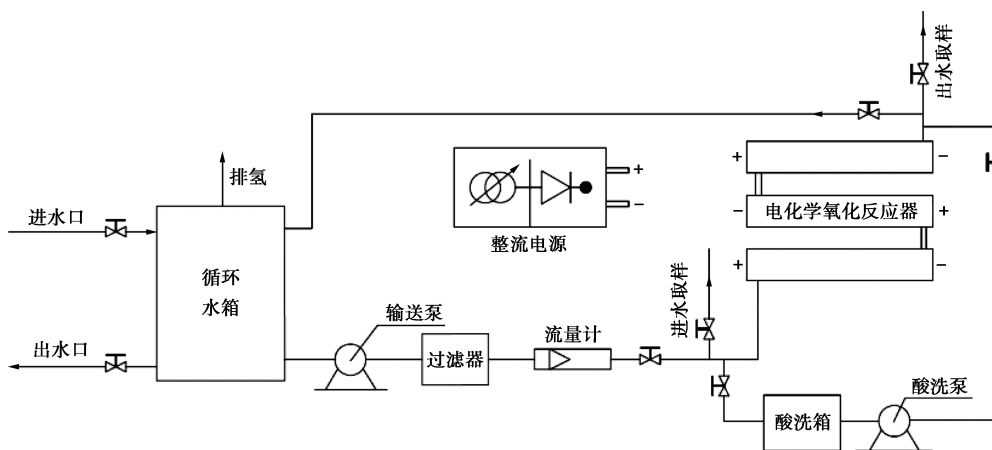 出水取样
+
−
排氢
+
−
整流电源
−
电化学氧化反应器
+
进水口
循环
水箱
+
−
进水取样
输送泵
流量计
出水口
过滤器
酸洗泵
酸洗箱